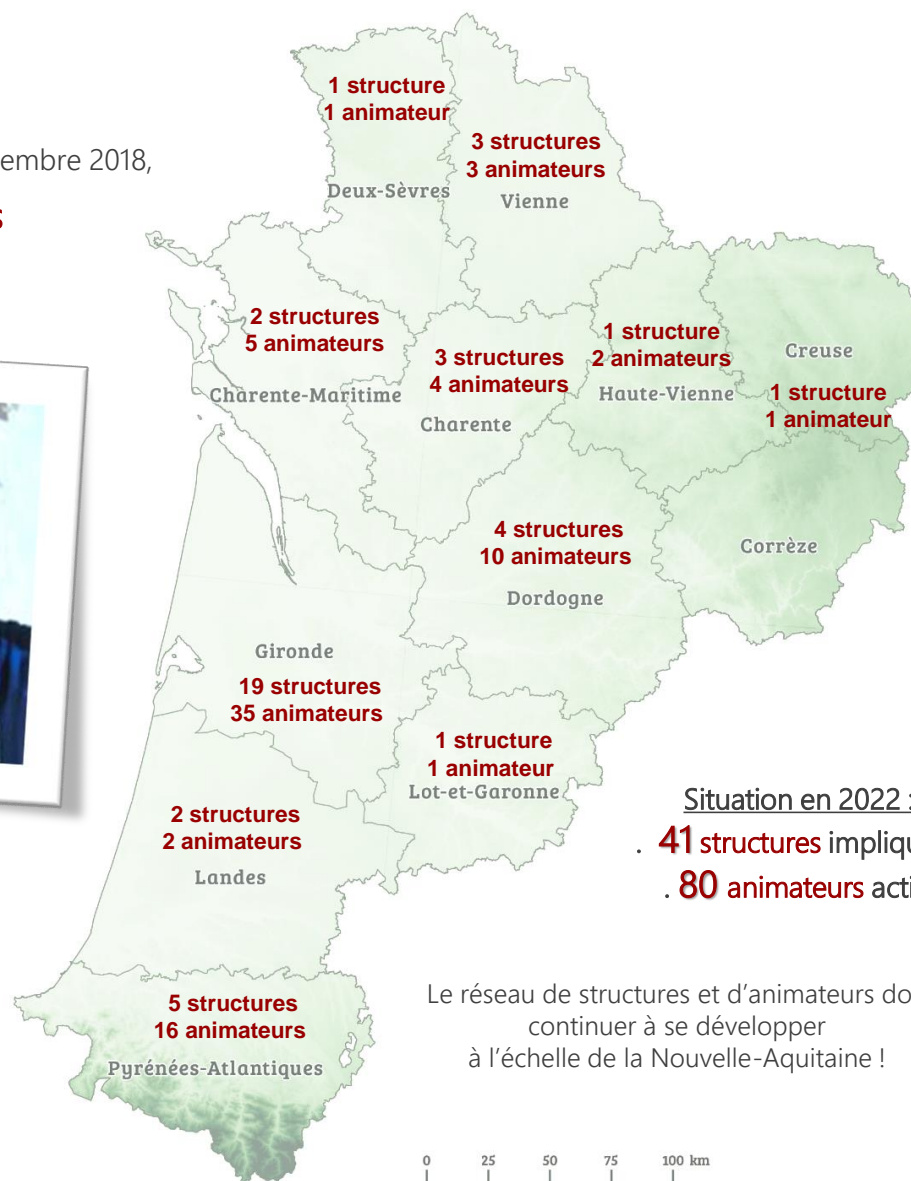 1 structure
1 animateur
Deux-Sèvres
3 structures
3 animateurs
Vienne
embre 2018,
s
2 structures
5 animateurs
Charente-Maritime
3 structures
4 animateurs
Charente
1 structure
2 animateurs
Haute-Vienne
Creuse
1 structure
1 animateur
4 structures
10 animateurs
Dordogne
Corrèze
Gironde
19 structures
35 animateurs
1 structure
1 animateur
Lot-et-Garonne
2 structures
2 animateurs
Landes
Situation en 2022 :
. 41 structures impliqu
. 80 animateurs acti
5 structures
16 animateurs
Pyrénées-Atlantiques
Le réseau de structures et d’animateurs do
continuer à se développer
à l’échelle de la Nouvelle-Aquitaine !
0 25 50 75 100 km